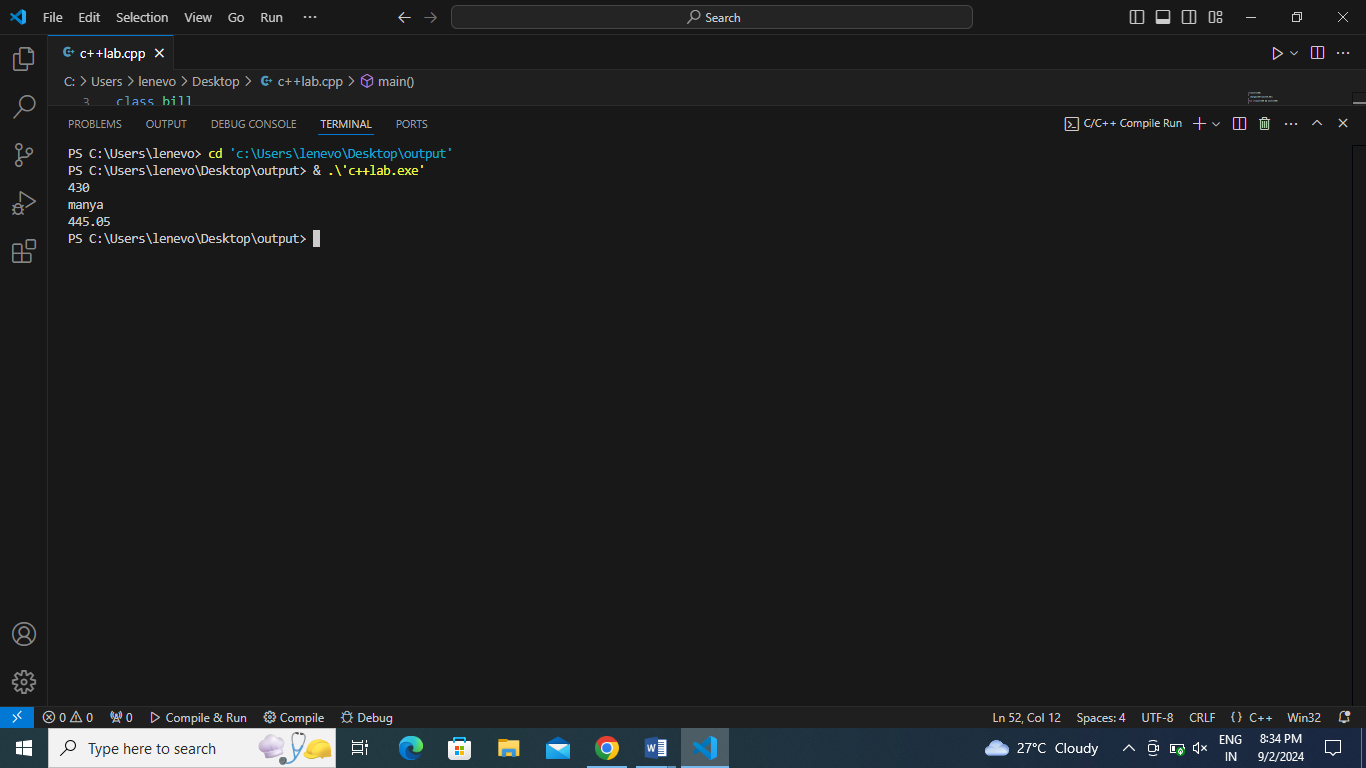 File Edit Selection View Go Run ··· Search
c++lab.cpp
C: > Users > lenevo > Desktop > c++lab.cpp > main()
3 class bill
PROBLEMS OUTPUT DEBUG CONSOLE TERMINAL PORTS C/C++ Compile Run
PS C:\Users\lenevo> cd 'c:\Users\lenevo\Desktop\output'
PS C:\Users\lenevo\Desktop\output> & .\'c++lab.exe'
430
manya
445.05
PS C:\Users\lenevo\Desktop\output>
0 0 0 Compile & Run Compile Debug Ln 52, Col 12 Spaces: 4 UTF-8 CRLF {} C++ Win32
Type here to search 27°C Cloudy ENG IN 8:34 PM 9/2/2024